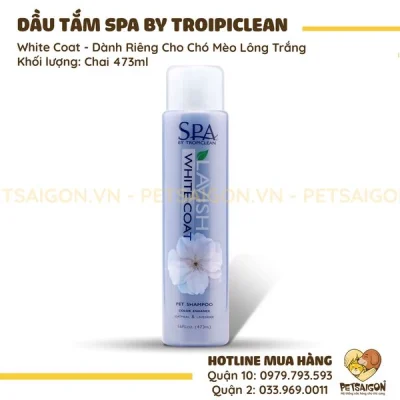 DẦU TẮM SPA BY TROIPICLEAN
White Coat - Dành Riêng Cho Chó Mèo Lông Trắng
Khối lượng: Chai 473ml
SPA
BY TROPICLEAN
LAVISH
WHITE COAT
PETSAIGON.VN - PETSAIGON.VN - PETSAIGON.VN
PET SHAMPOO
COLOR ENHANCE
HOTLINE MUA HÀNG
Quận 10: 0979.793.593
Quận 2: 033.969.0011
PETSAIGON